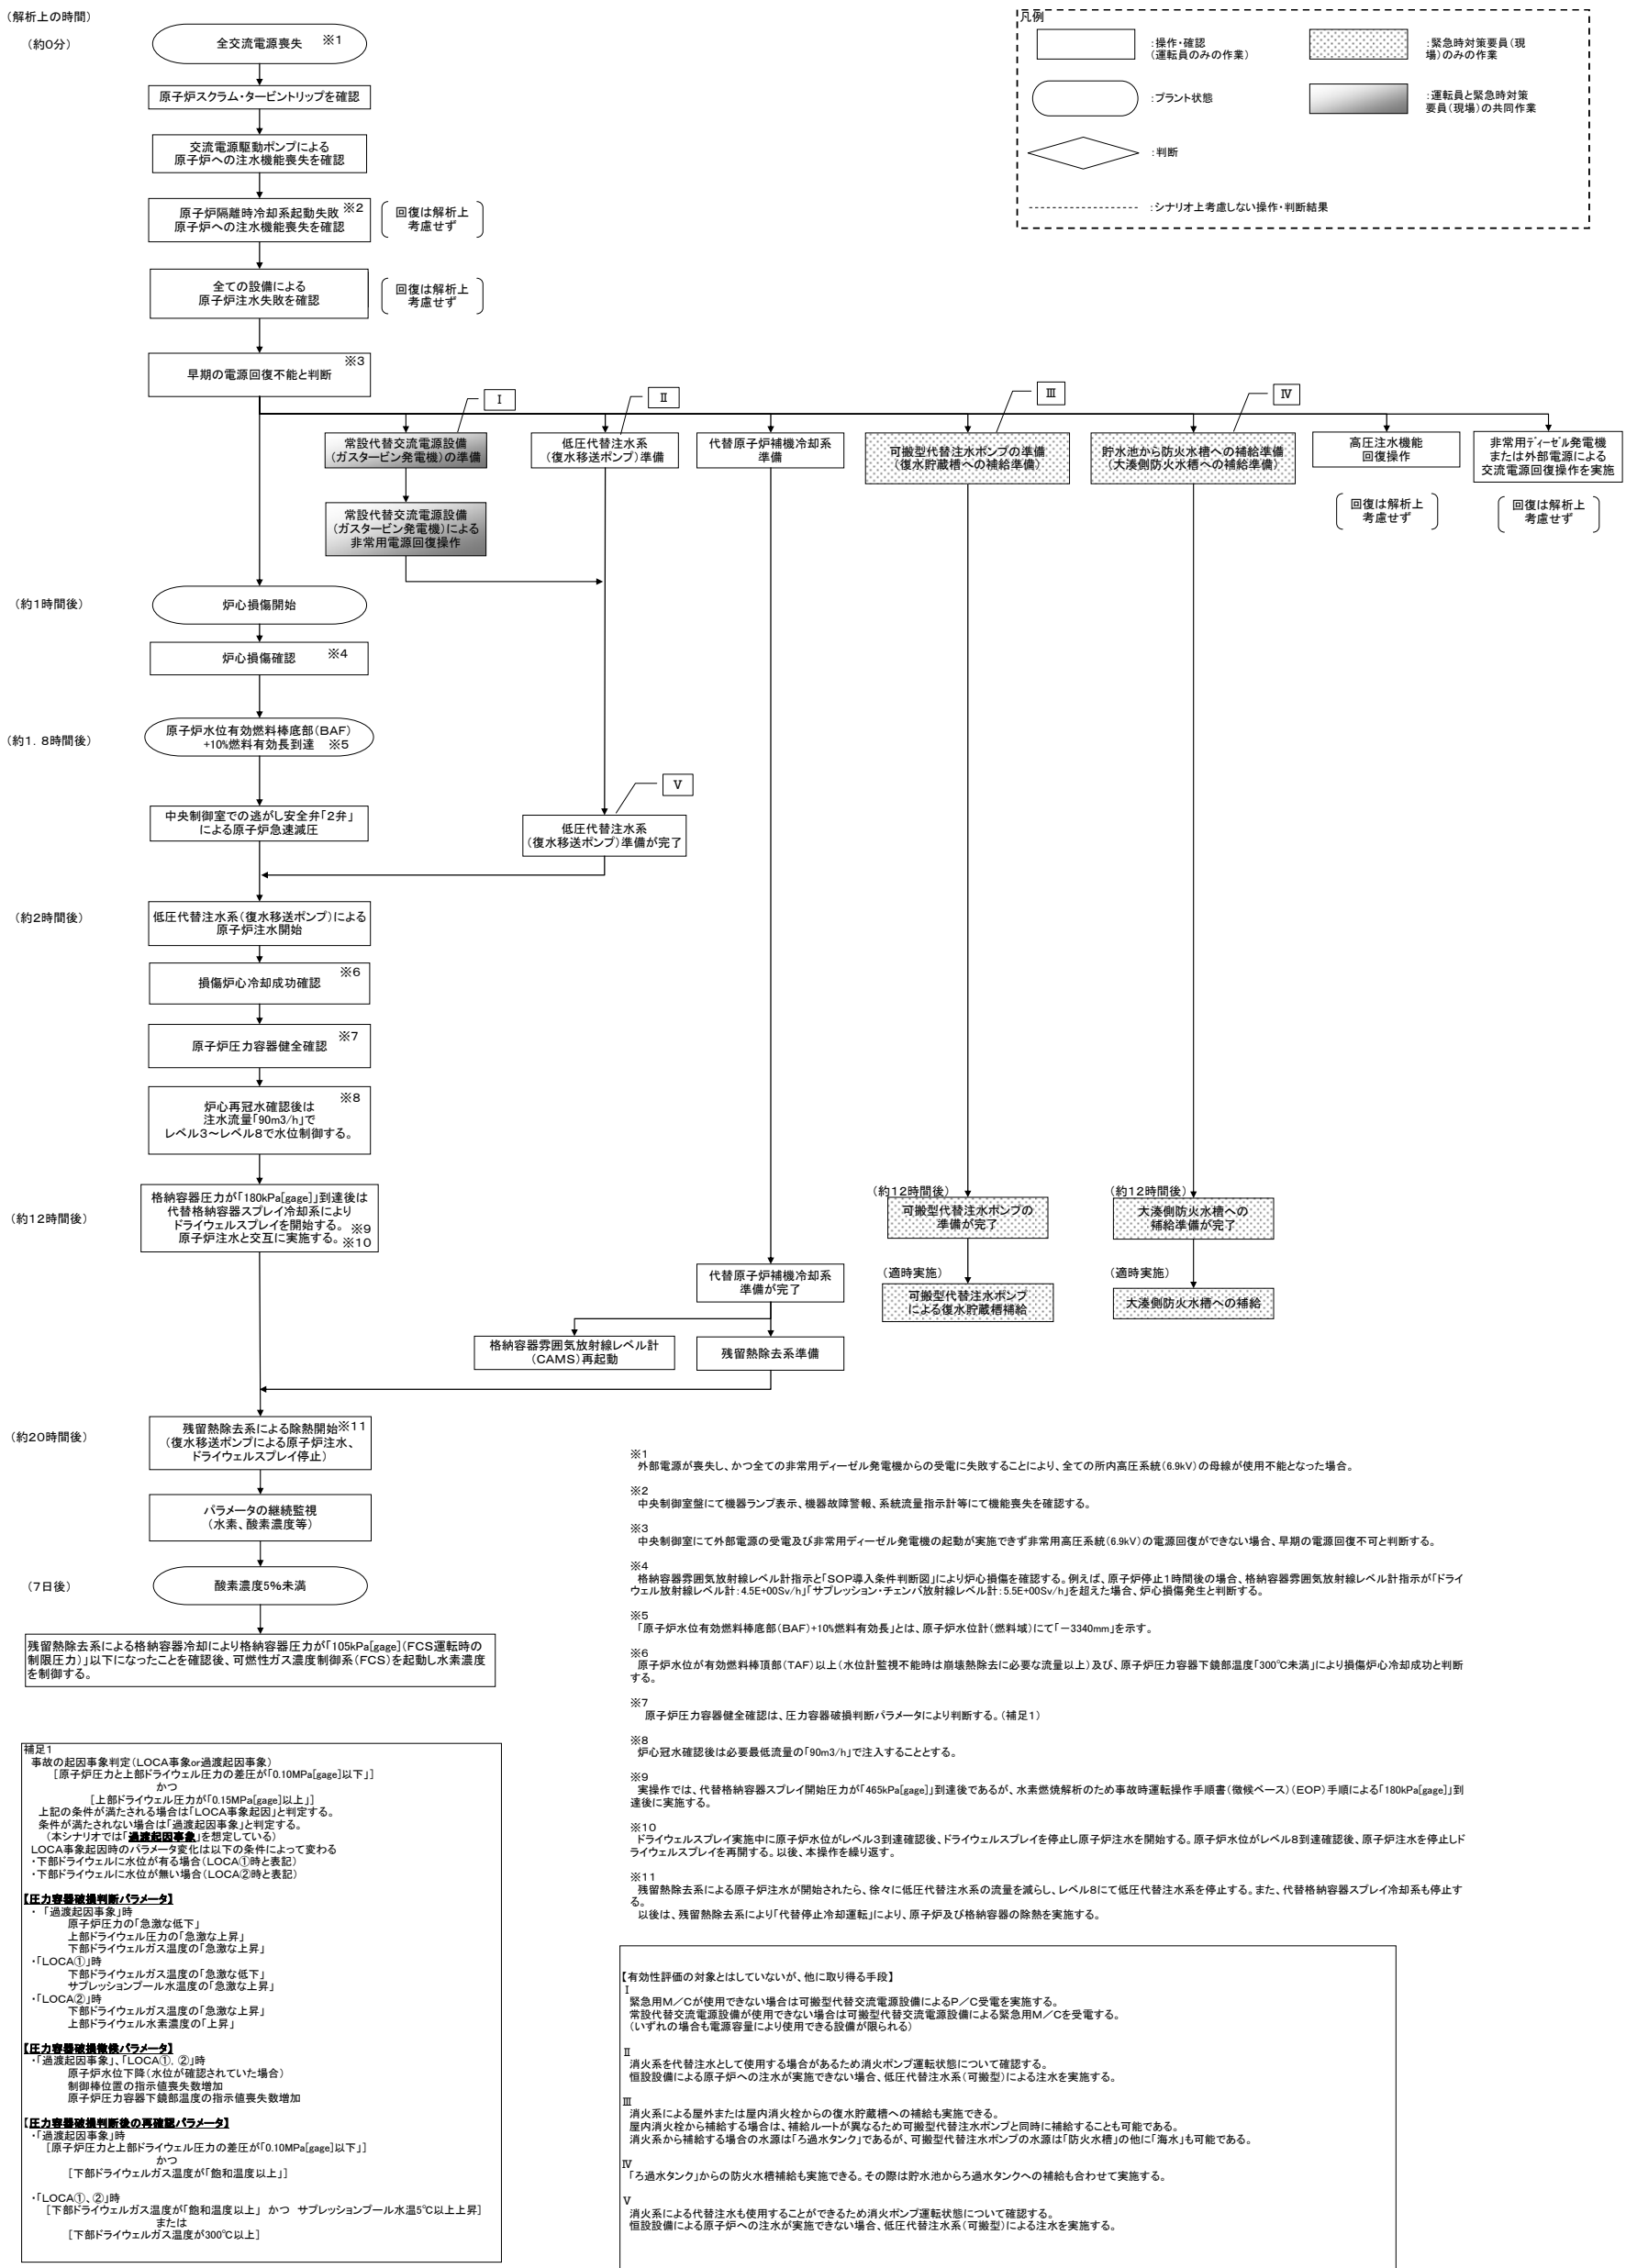 (解析上の時間)
(約0分)
全交流電源喪失 ※1
原子炉スクラム・タービントリップを確認
交流電源駆動ポンプによる
原子炉への注水機能喪失を確認
原子炉隔離時冷却系起動失敗 ※2
原子炉への注水機能喪失を確認
回復は解析上
考慮せず
全ての設備による
原子炉注水失敗を確認
回復は解析上
考慮せず
早期の電源回復不能と判断 ※3
凡例
:操作・確認
(運転員のみの作業)
:緊急時対策要員(現
場)のみの作業
:プラント状態
:運転員と緊急時対策
要員(現場)の共同作業
:判断
:シナリオ上考慮しない操作・判断結果
Ⅰ
Ⅱ
Ⅲ
Ⅳ
常設代替交流電源設備
(ガスタービン発電機)の準備
低圧代替注水系
(復水移送ポンプ)準備
代替原子炉補機冷却系
準備
可搬型代替注水ポンプの準備
(復水貯蔵槽への補給準備)
貯水池から防火水槽への補給準備
(大湊側防火水槽への補給準備)
高圧注水機能
回復操作
非常用ディーゼル発電機
または外部電源による
交流電源回復操作を実施
常設代替交流電源設備
(ガスタービン発電機)による
非常用電源回復操作
回復は解析上
考慮せず
回復は解析上
考慮せず
(約1時間後)
炉心損傷開始
炉心損傷確認 ※4
(約1.8時間後)
原子炉水位有効燃料棒底部(BAF)
+10%燃料有効長到達 ※5
Ⅴ
中央制御室での逃がし安全弁「2弁」
による原子炉急速減圧
低圧代替注水系
(復水移送ポンプ)準備が完了
(約2時間後)
低圧代替注水系(復水移送ポンプ)による
原子炉注水開始
損傷炉心冷却成功確認 ※6
原子炉圧力容器健全確認 ※7
※8
炉心再冠水確認後は
注水流量「90m3/h」で
レベル3~レベル8で水位制御する。
(約12時間後)
格納容器圧力が「180kPa[gage]」到達後は
代替格納容器スプレイ冷却系により
ドライウェルスプレイを開始する。 ※9
原子炉注水と交互に実施する。 ※10
(約12時間後)
可搬型代替注水ポンプの
準備が完了
(約12時間後)
大湊側防火水槽への
補給準備が完了
代替原子炉補機冷却系
準備が完了
(適時実施)
可搬型代替注水ポンプ
による復水貯蔵槽補給
(適時実施)
大湊側防火水槽への補給
格納容器雰囲気放射線レベル計
(CAMS)再起動
残留熱除去系準備
(約20時間後)
残留熱除去系による除熱開始※11
(復水移送ポンプによる原子炉注水、
ドライウェルスプレイ停止)
パラメータの継続監視
(水素、酸素濃度等)
(7日後)
酸素濃度5%未満
残留熱除去系による格納容器冷却により格納容器圧力が「105kPa[gage](FCS運転時の
制限圧力)」以下になったことを確認後、可燃性ガス濃度制御系(FCS)を起動し水素濃度
を制御する。
※1
外部電源が喪失し、かつ全ての非常用ディーゼル発電機からの受電に失敗することにより、全ての所内高圧系統(6.9kV)の母線が使用不能となった場合。
※2
中央制御室盤にて機器ランプ表示、機器故障警報、系統流量指示計等にて機能喪失を確認する。
※3
中央制御室にて外部電源の受電及び非常用ディーゼル発電機の起動が実施できず非常用高圧系統(6.9kV)の電源回復ができない場合、早期の電源回復不可と判断する。
※4
格納容器雰囲気放射線レベル計指示と「SOP導入条件判断図」により炉心損傷を確認する。例えば、原子炉停止1時間後の場合、格納容器雰囲気放射線レベル計指示が「ドライ
ウェル放射線レベル計:4.5E+00Sv/h」「サプレッション・チェンバ放射線レベル計:5.5E+00Sv/h」を超えた場合、炉心損傷発生と判断する。
※5
「原子炉水位有効燃料棒底部(BAF)+10%燃料有効長」とは、原子炉水位計(燃料域)にて「-3340mm」を示す。
※6
原子炉水位が有効燃料棒頂部(TAF)以上(水位計監視不能時は崩壊熱除去に必要な流量以上)及び、原子炉圧力容器下鏡部温度「300℃未満」により損傷炉心冷却成功と判断
する。
※7
原子炉圧力容器健全確認は、圧力容器破損判断パラメータにより判断する。(補足1)
※8
炉心冠水確認後は必要最低流量の「90m3/h」で注入することとする。
※9
実操作では、代替格納容器スプレイ開始圧力が「465kPa[gage]」到達後であるが、水素燃焼解析のため事故時運転操作手順書(徴候ベース)(EOP)手順による「180kPa[gage]」到
達後に実施する。
※10
ドライウェルスプレイ実施中に原子炉水位がレベル3到達確認後、ドライウェルスプレイを停止し原子炉注水を開始する。原子炉水位がレベル8到達確認後、原子炉注水を停止しド
ライウェルスプレイを再開する。以後、本操作を繰り返す。
※11
残留熱除去系による原子炉注水が開始されたら、徐々に低圧代替注水系の流量を減らし、レベル8にて低圧代替注水系を停止する。また、代替格納容器スプレイ冷却系も停止す
る。
以後は、残留熱除去系により「代替停止冷却運転」により、原子炉及び格納容器の除熱を実施する。
補足1
事故の起因事象判定(LOCA事象or過渡起因事象)
[原子炉圧力と上部ドライウェル圧力の差圧が「0.10MPa[gage]以下」]
かつ
[上部ドライウェル圧力が「0.15MPa[gage]以上」]
上記の条件が満たされる場合は「LOCA事象起因」と判定する。
条件が満たされない場合は「過渡起因事象」と判定する。
(本シナリオでは「過渡起因事象」を想定している)
LOCA事象起因時のパラメータ変化は以下の条件によって変わる
・下部ドライウェルに水位が有る場合(LOCA①時と表記)
・下部ドライウェルに水位が無い場合(LOCA②時と表記)
【圧力容器破損判断パラメータ】
・「過渡起因事象」時
原子炉圧力の「急激な低下」
上部ドライウェル圧力の「急激な上昇」
下部ドライウェルガス温度の「急激な上昇」
・「LOCA①」時
下部ドライウェルガス温度の「急激な低下」
サプレッションプール水温度の「急激な上昇」
・「LOCA②」時
下部ドライウェルガス温度の「急激な上昇」
上部ドライウェル水素濃度の「上昇」
【圧力容器破損徴候パラメータ】
・「過渡起因事象」、「LOCA①、②」時
原子炉水位下降(水位が確認されていた場合)
制御棒位置の指示値喪失数増加
原子炉圧力容器下鏡部温度の指示値喪失数増加
【圧力容器破損判断後の再確認パラメータ】
・「過渡起因事象」時
[原子炉圧力と上部ドライウェル圧力の差圧が「0.10MPa[gage]以下」]
かつ
[下部ドライウェルガス温度が「飽和温度以上」]
・「LOCA①、②」時
[下部ドライウェルガス温度が「飽和温度以上」 かつ サプレッションプール水温5℃以上上昇]
または
[下部ドライウェルガス温度が300℃以上]
【有効性評価の対象とはしていないが、他に取り得る手段】
Ⅰ
緊急用M/Cが使用できない場合は可搬型代替交流電源設備によるP/C受電を実施する。
常設代替交流電源設備が使用できない場合は可搬型代替交流電源設備による緊急用M/Cを受電する。
(いずれの場合も電源容量により使用できる設備が限られる)
Ⅱ
消火系を代替注水として使用する場合があるため消火ポンプ運転状態について確認する。
恒設設備による原子炉への注水が実施できない場合、低圧代替注水系(可搬型)による注水を実施する。
Ⅲ
消火系による屋外または屋内消火栓からの復水貯蔵槽への補給も実施できる。
屋内消火栓から補給する場合は、補給ルートが異なるため可搬型代替注水ポンプと同時に補給することも可能である。
消火系から補給する場合の水源は「ろ過水タンク」であるが、可搬型代替注水ポンプの水源は「防火水槽」の他に「海水」も可能である。
Ⅳ
「ろ過水タンク」からの防火水槽補給も実施できる。その際は貯水池からろ過水タンクへの補給も合わせて実施する。
Ⅴ
消火系による代替注水も使用することができるため消火ポンプ運転状態について確認する。
恒設設備による原子炉への注水が実施できない場合、低圧代替注水系(可搬型)による注水を実施する。